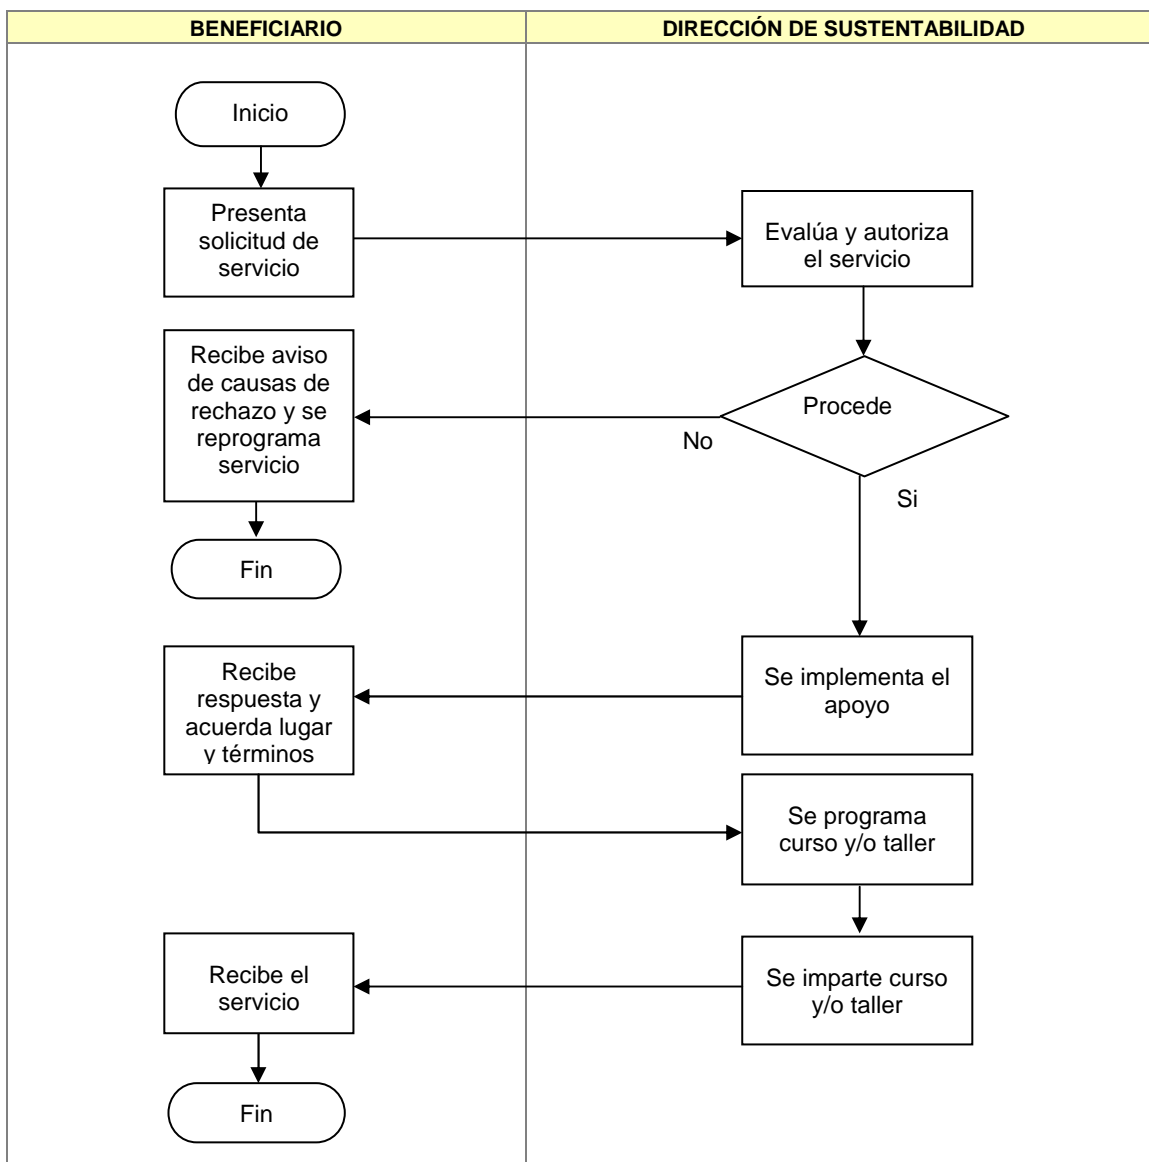 BENEFICIARIO
DIRECCIÓN DE SUSTENTABILIDAD
Inicio
Presenta
solicitud de
servicio
Evalúa y autoriza
el servicio
Recibe aviso
de causas de
rechazo y se
reprograma
servicio
Procede
No
Si
Fin
Recibe
respuesta y
acuerda lugar
y términos
Se implementa el
apoyo
Se programa
curso y/o taller
Recibe el
servicio
Se imparte curso
y/o taller
Fin